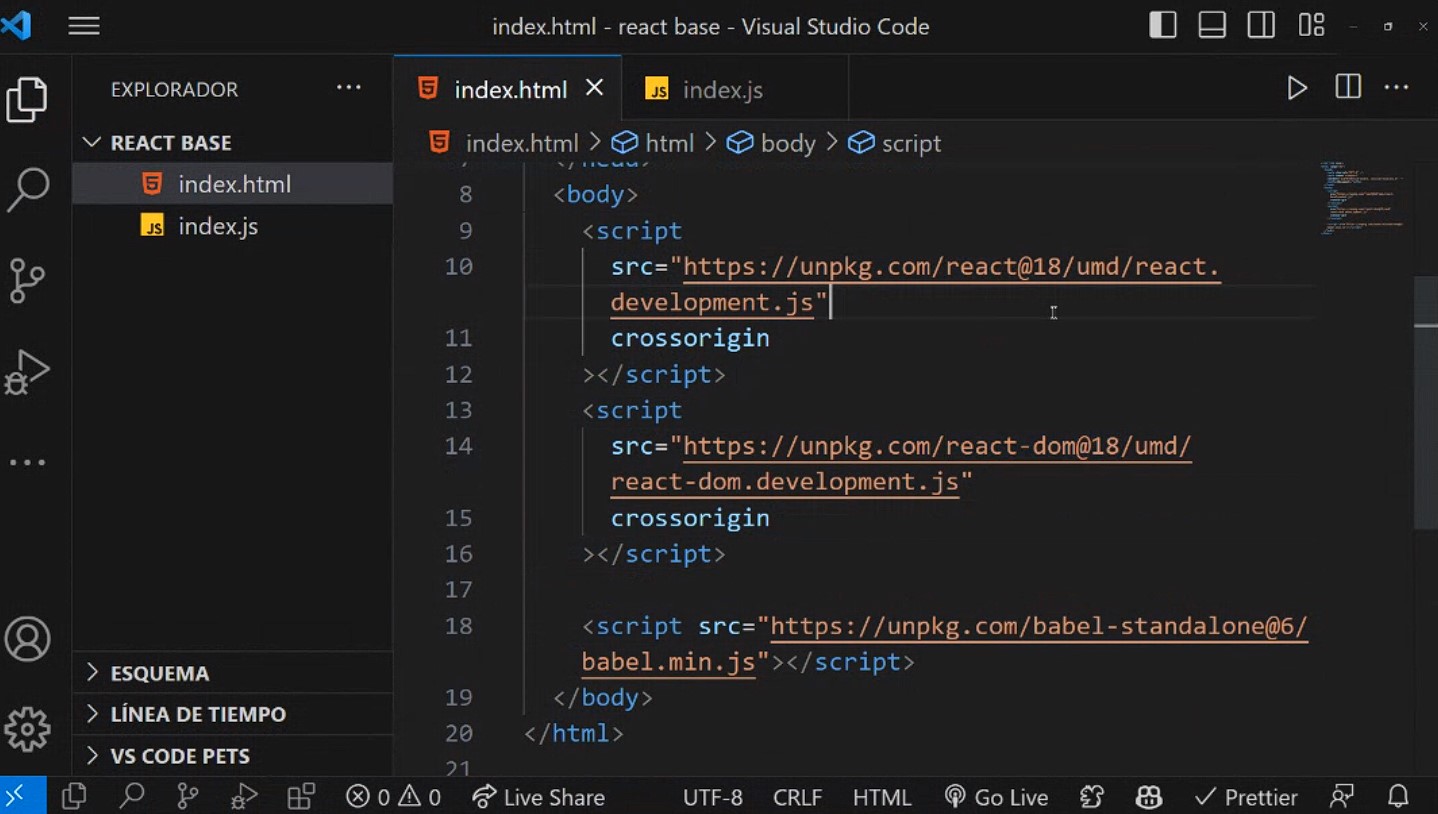 index.html - react base - Visual Studio Code
EXPLORADOR
REACT BASE
index.html
index.js
ESQUEMA
LÍNEA DE TIEMPO
VS CODE PETS
index.html
JS index.js
index.html > html > body > script
7 </head>
8 <body>
9 <script
10 src="https://unpkg.com/react@18/umd/react.
development.js"
11 crossorigin
12 ></script>
13 <script
14 src="https://unpkg.com/react-dom@18/umd/
react-dom.development.js"
15 crossorigin
16 ></script>
17
18 <script src="https://unpkg.com/babel-standalone@6/
babel.min.js"></script>
19 </body>
20 </html>
21
0 0 Live Share UTF-8 CRLF HTML Go Live Prettier